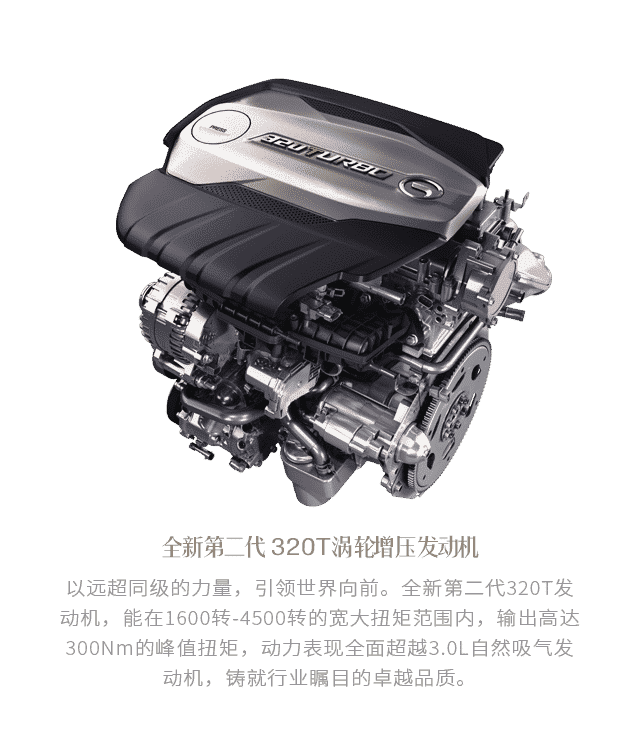 320TURBO
全新第二代 320T涡轮增压发动机
以远超同级的力量，引领世界向前。全新第二代320T发
动机，能在1600转-4500转的宽大扭矩范围内，输出高达
300Nm的峰值扭矩，动力表现全面超越3.0L自然吸气发
动机，铸就行业瞩目的卓越品质。